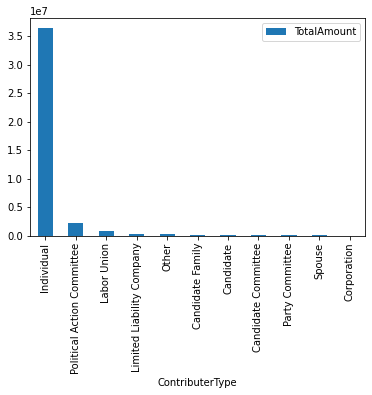 1e7
TotalAmount
3.5
3.0
2.5
2.0
1.5
1.0
0.5
0.0
Individual
Political Action Committee
Labor Union
Limited Liability Company
Other
Candidate Family
Candidate
Candidate Committee
Party Committee
Spouse
Corporation
ContributerType